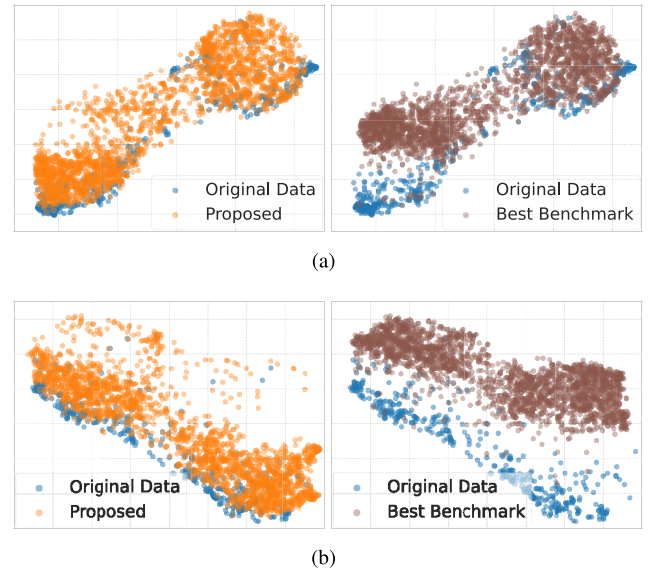 Original Data
Proposed
Original Data
Best Benchmark
(a)
Original Data
Proposed
Original Data
Best Benchmark
(b)